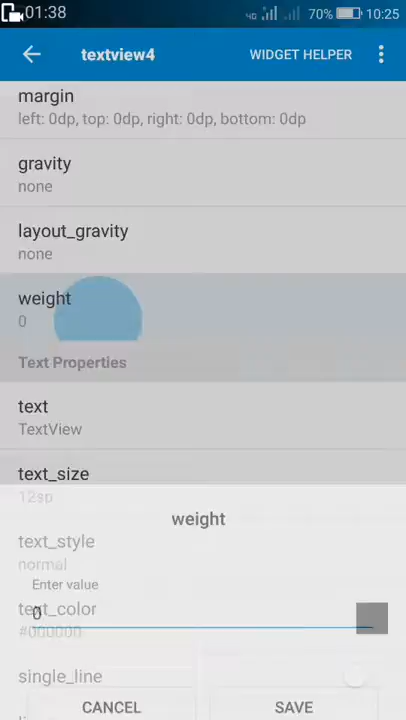 01:38 4G 70% 10:25
textview4 WIDGET HELPER
margin
left: 0dp, top: 0dp, right: 0dp, bottom: 0dp
gravity
none
layout_gravity
none
weight
0
Text Properties
text
TextView
text_size
12sp
weight
text_style
normal
Enter value
text_color
0
#000000
single_line
CANCEL SAVE